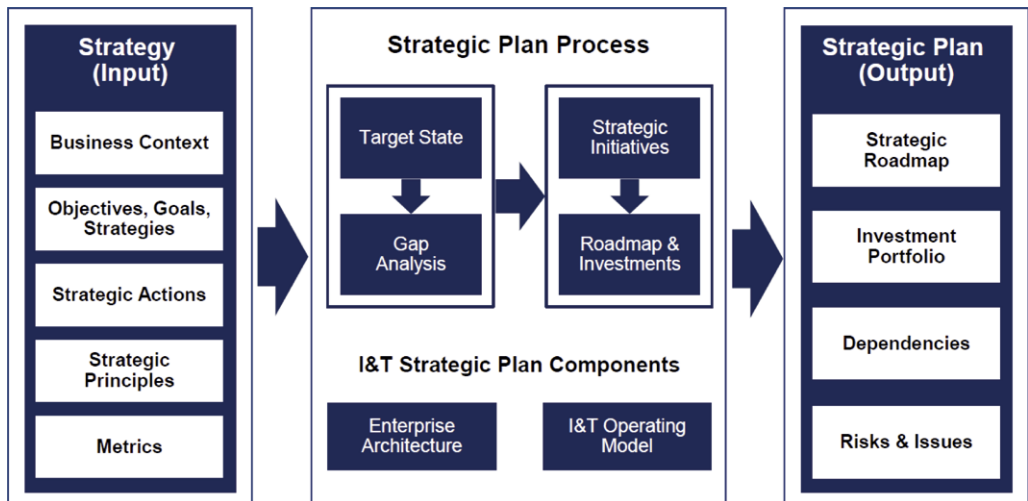 Strategy
(Input)
Business Context
Objectives, Goals,
Strategies
Strategic Actions
Strategic
Principles
Metrics
Strategic Plan Process
Target State
Gap
Analysis
Strategic
Initiatives
Roadmap &
Investments
I&T Strategic Plan Components
Enterprise
Architecture
I&T Operating
Model
Strategic Plan
(Output)
Strategic
Roadmap
Investment
Portfolio
Dependencies
Risks & Issues